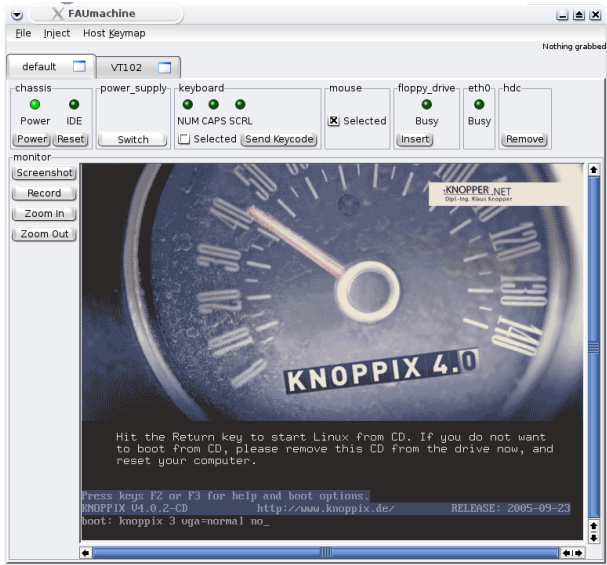 FAUmachine
File Inject Host Keymap
Nothing grabbed
default VT102
chassis power_supply keyboard mouse floppy_drive eth0 hdc
Power IDE NUM CAPS SCRL Selected Busy Busy
Power Reset Switch Selected Send Keycode Insert Remove
monitor
Screenshot
Record
Zoom In
Zoom Out
KNOPPER.NET
Dipl-Ing. Klaus Knopper
KNOPPIX 4.0
Hit the Return key to start Linux from CD. If you do not want
to boot from CD, please remove this CD from the drive now, and
reset your computer.
Press keys F2 or F3 for help and boot options.
KNOPPIX V4.0.2-CD http://www.knoppix.de/ RELEASE: 2005-09-23
boot: knoppix 3 vga=normal no_